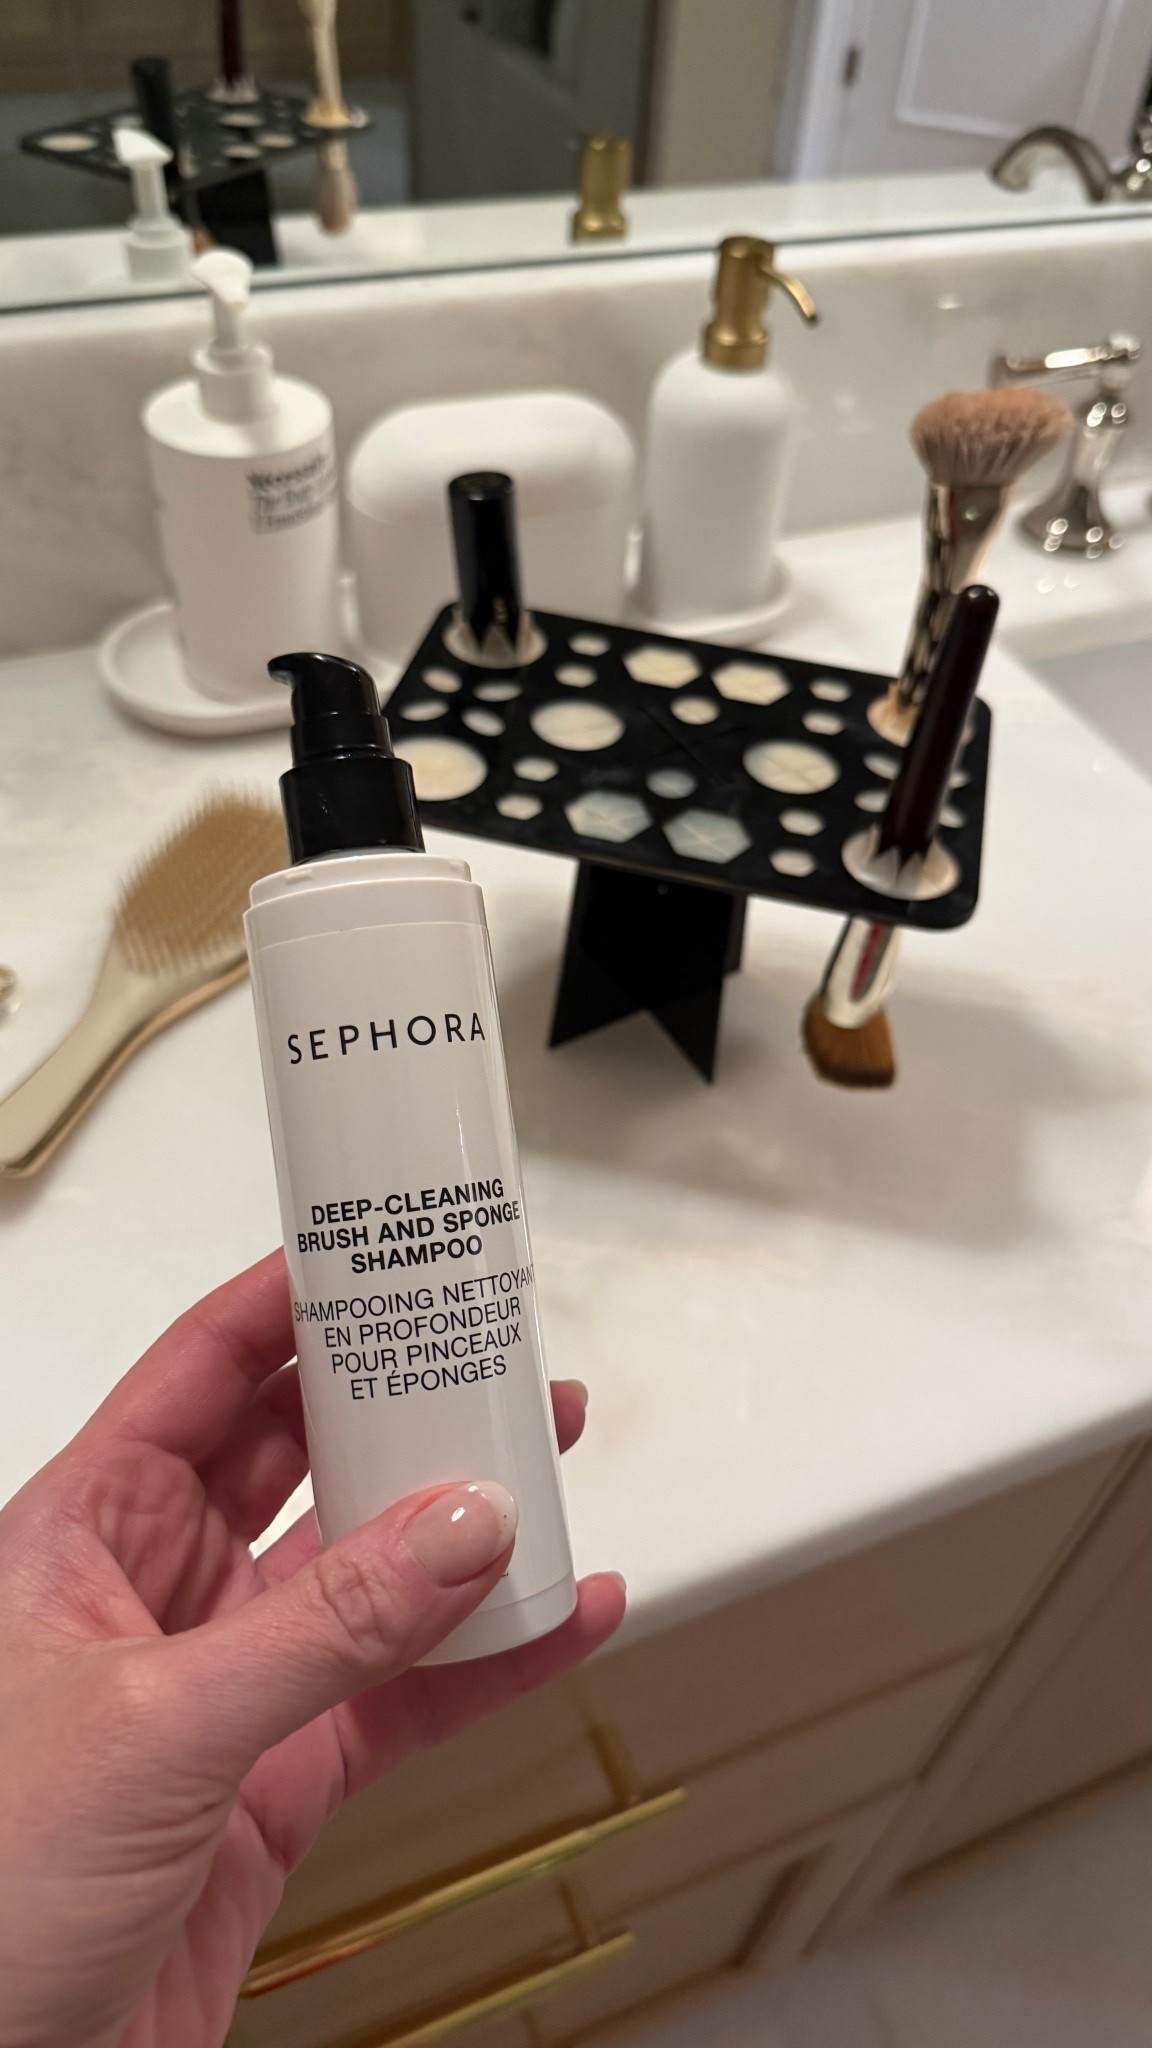 SEPHORA
DEEP-CLEANING
BRUSH AND SPONGE
SHAMPOO
SHAMPOOING NETTOYANT
EN PROFONDEUR
POUR PINCEAUX
ET ÉPONGES